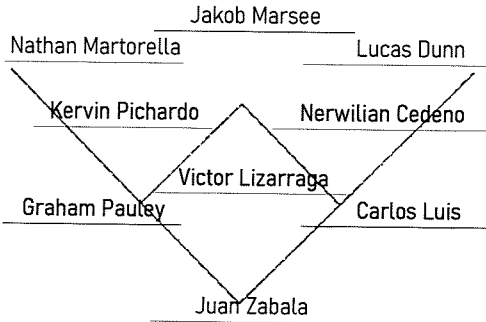 Jakob Marsee
Nathan Martorella
Lucas Dunn
Kervin Pichardo
Nerwilian Cedeno
Victor Lizarraga
Graham Pauley
Carlos Luis
Juan Zabala